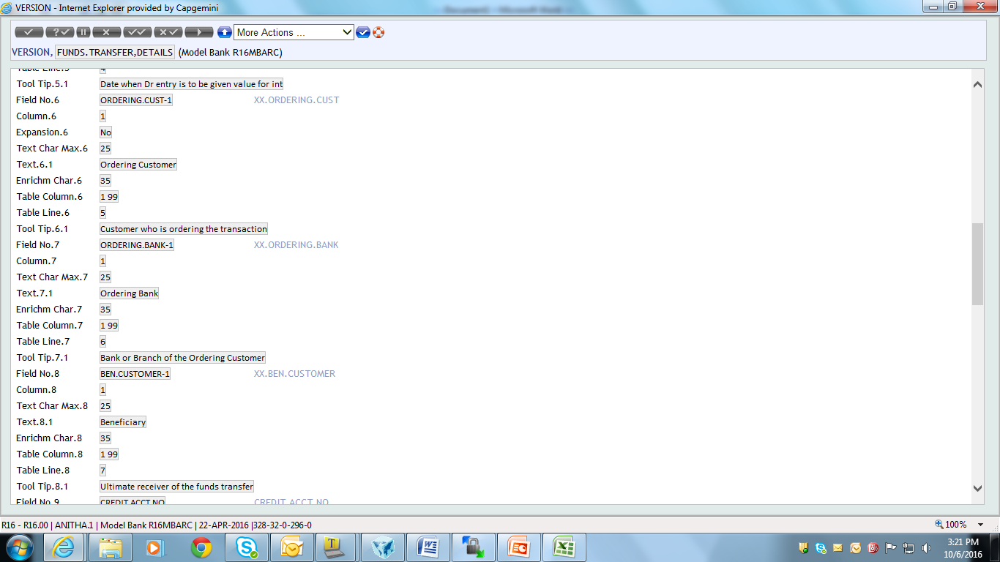 VERSION - Internet Explorer provided by Capgemini
More Actions ...
VERSION, FUNDS.TRANSFER,DETAILS (Model Bank R16MBARC)
Table Line.5 4
Tool Tip.5.1 Date when Dr entry is to be given value for int
Field No.6 ORDERING.CUST-1 XX.ORDERING.CUST
Column.6 1
Expansion.6 No
Text Char Max.6 25
Text.6.1 Ordering Customer
Enrichm Char.6 35
Table Column.6 1 99
Table Line.6 5
Tool Tip.6.1 Customer who is ordering the transaction
Field No.7 ORDERING.BANK-1 XX.ORDERING.BANK
Column.7 1
Text Char Max.7 25
Text.7.1 Ordering Bank
Enrichm Char.7 35
Table Column.7 1 99
Table Line.7 6
Tool Tip.7.1 Bank or Branch of the Ordering Customer
Field No.8 BEN.CUSTOMER-1 XX.BEN.CUSTOMER
Column.8 1
Text Char Max.8 25
Text.8.1 Beneficiary
Enrichm Char.8 35
Table Column.8 1 99
Table Line.8 7
Tool Tip.8.1 Ultimate receiver of the funds transfer
Field No.9 CREDIT.ACCT.NO CREDIT.ACCT.NO
R16 - R16.00 | ANITHA.1 | Model Bank R16MBARC | 22-APR-2016 |328-32-0-296-0
100%
3:21 PM
10/6/2016